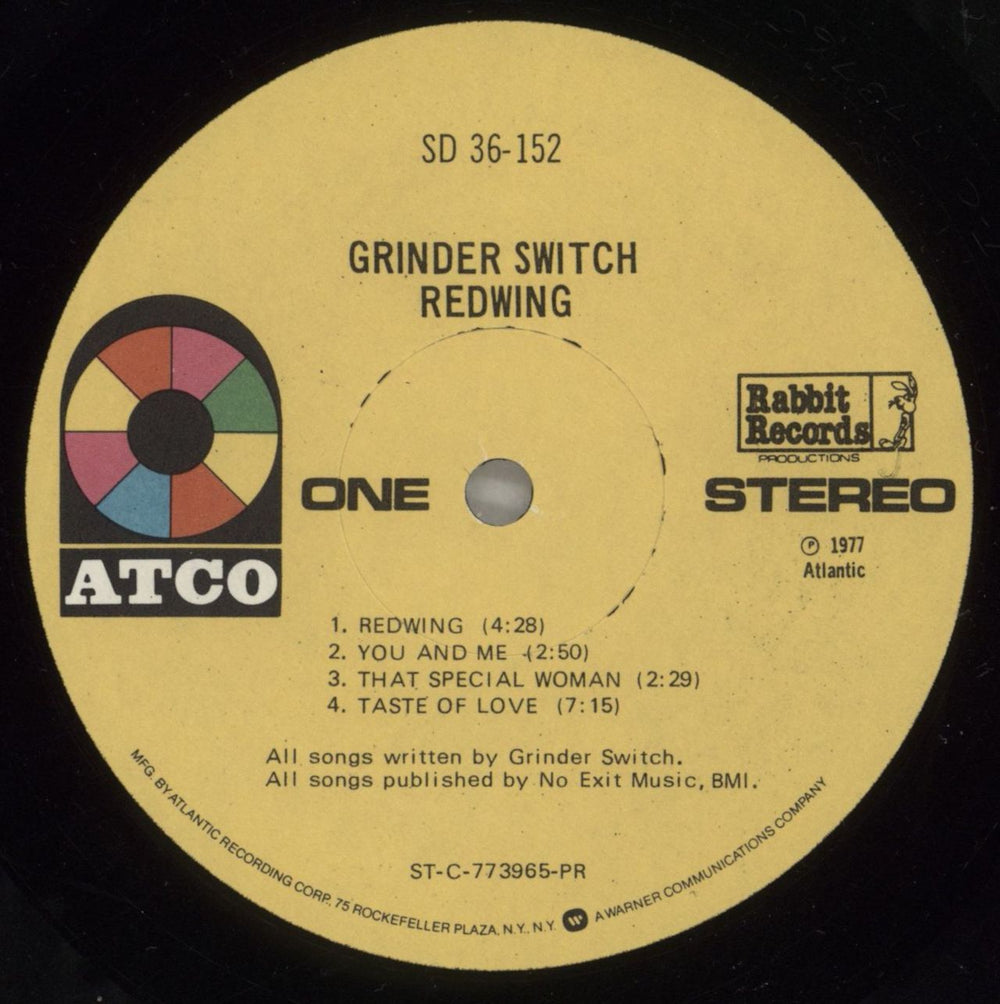 SD 36-152
GRINDER SWITCH
REDWING
Rabbit
Records
PRODUCTIONS
ONE
STEREO
Ⓟ 1977
Atlantic
ATCO
1. REDWING (4:28)
2. YOU AND ME (2:50)
3. THAT SPECIAL WOMAN (2:29)
4. TASTE OF LOVE (7:15)
All songs written by Grinder Switch.
All songs published by No Exit Music, BMI.
ST-C-773965-PR
MFG. BY ATLANTIC RECORDING CORP. 75 ROCKEFELLER PLAZA, N.Y., N.Y. W A WARNER COMMUNICATIONS COMPANY